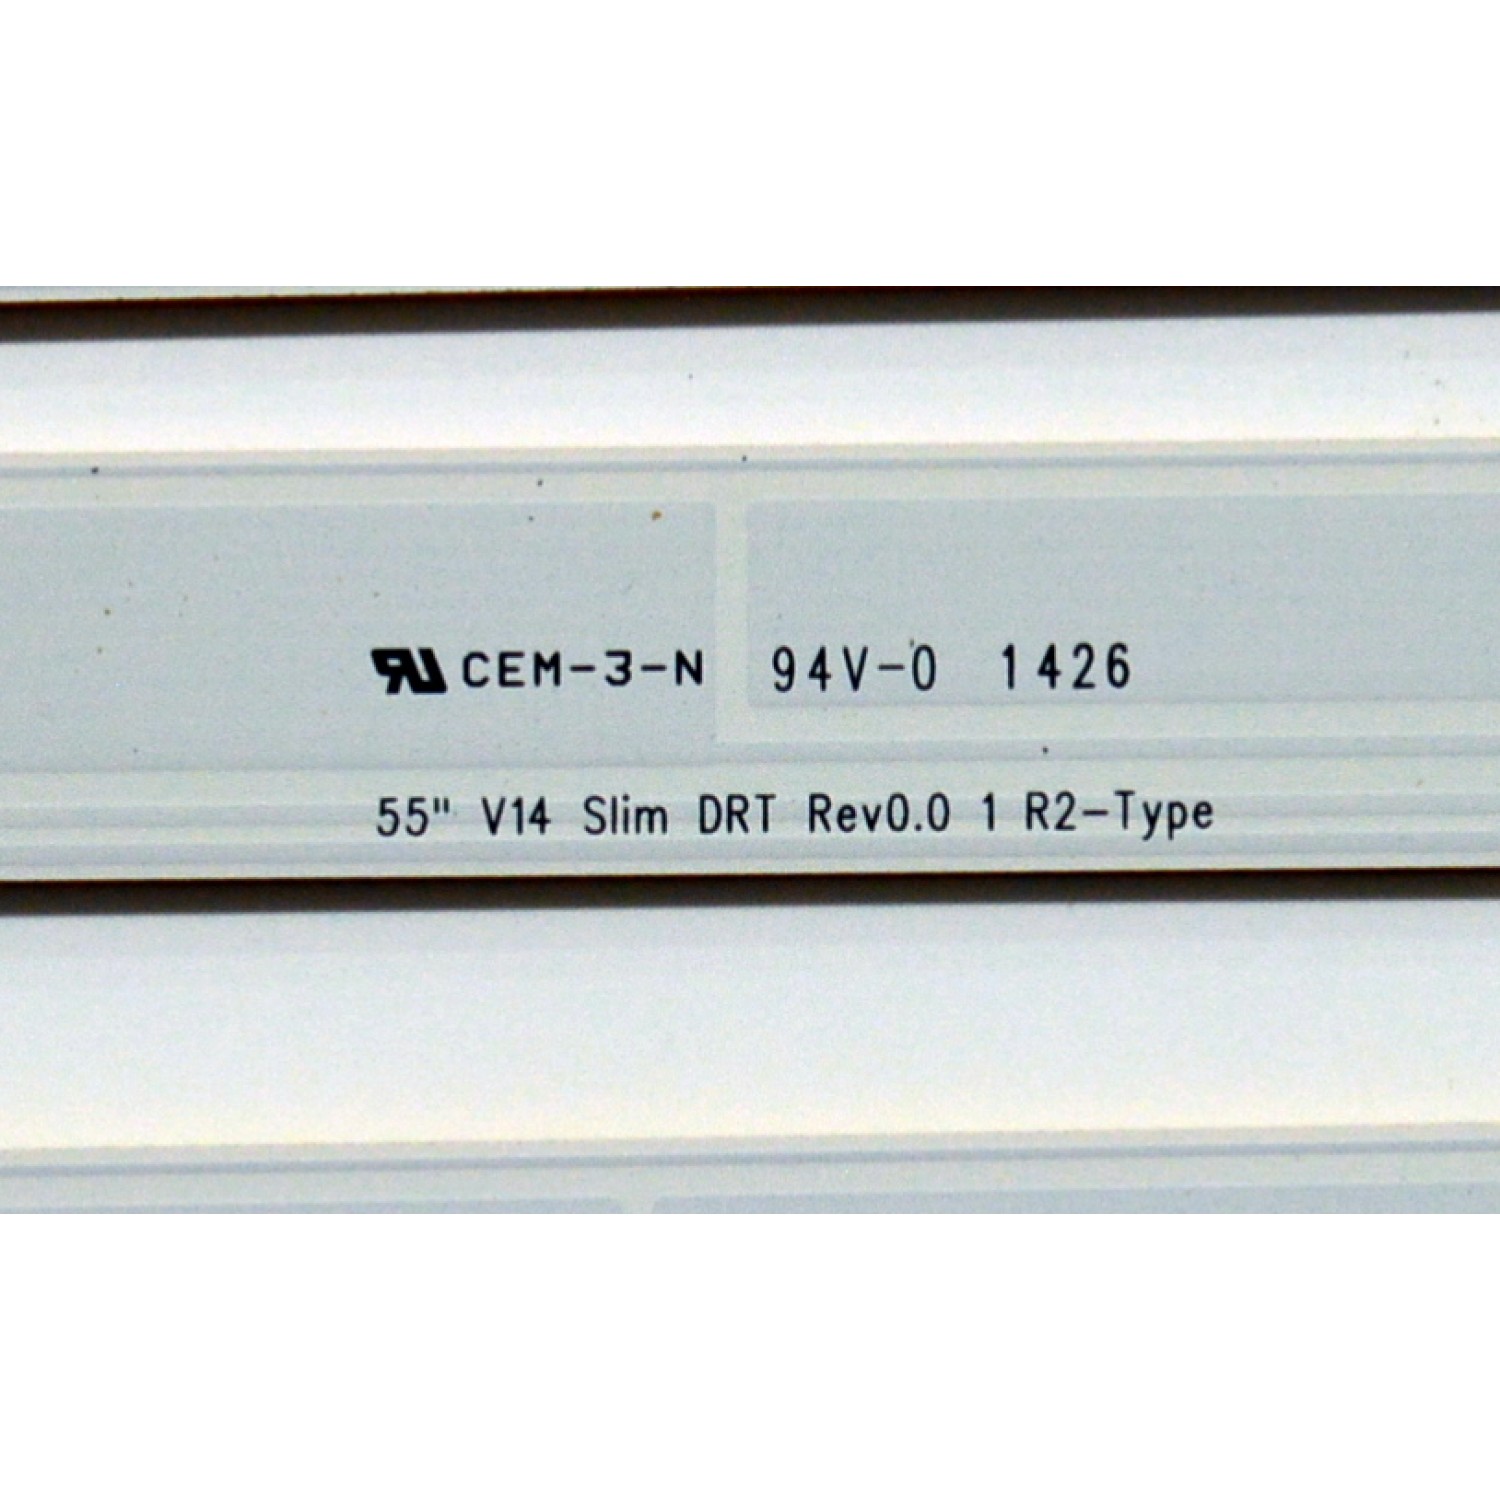 CEM-3-N 94V-0 1426
55" V14 Slim DRT Rev0.0 1 R2-Type